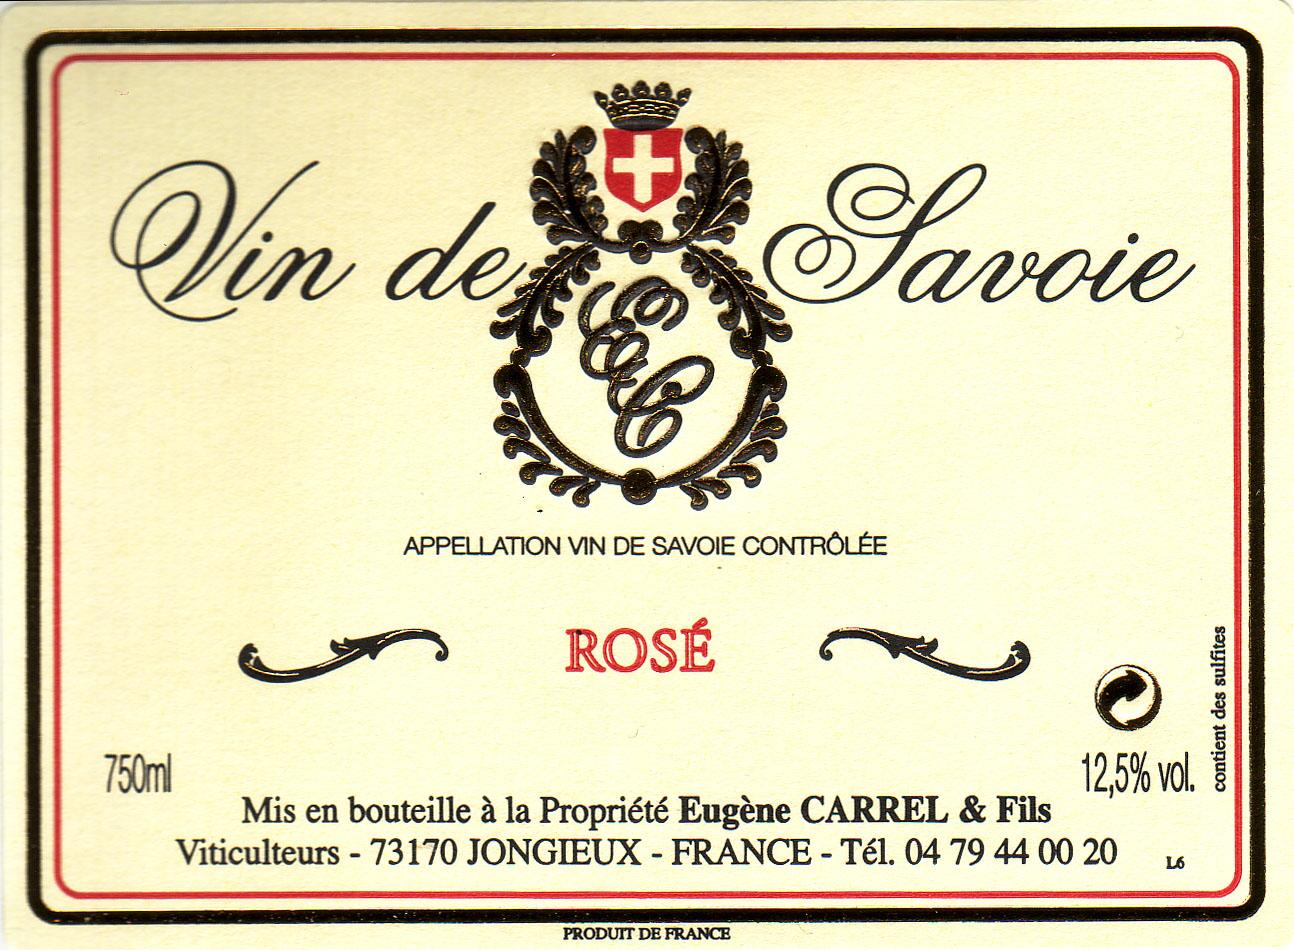 Vin de Savoie
E & C
APPELLATION VIN DE SAVOIE CONTRÔLÉE
ROSÉ
750ml
12,5% vol.
contient des sulfites
Mis en bouteille à la Propriété Eugène CARREL & Fils
Viticulteurs - 73170 JONGIEUX - FRANCE - Tél. 04 79 44 00 20
L6
PRODUIT DE FRANCE